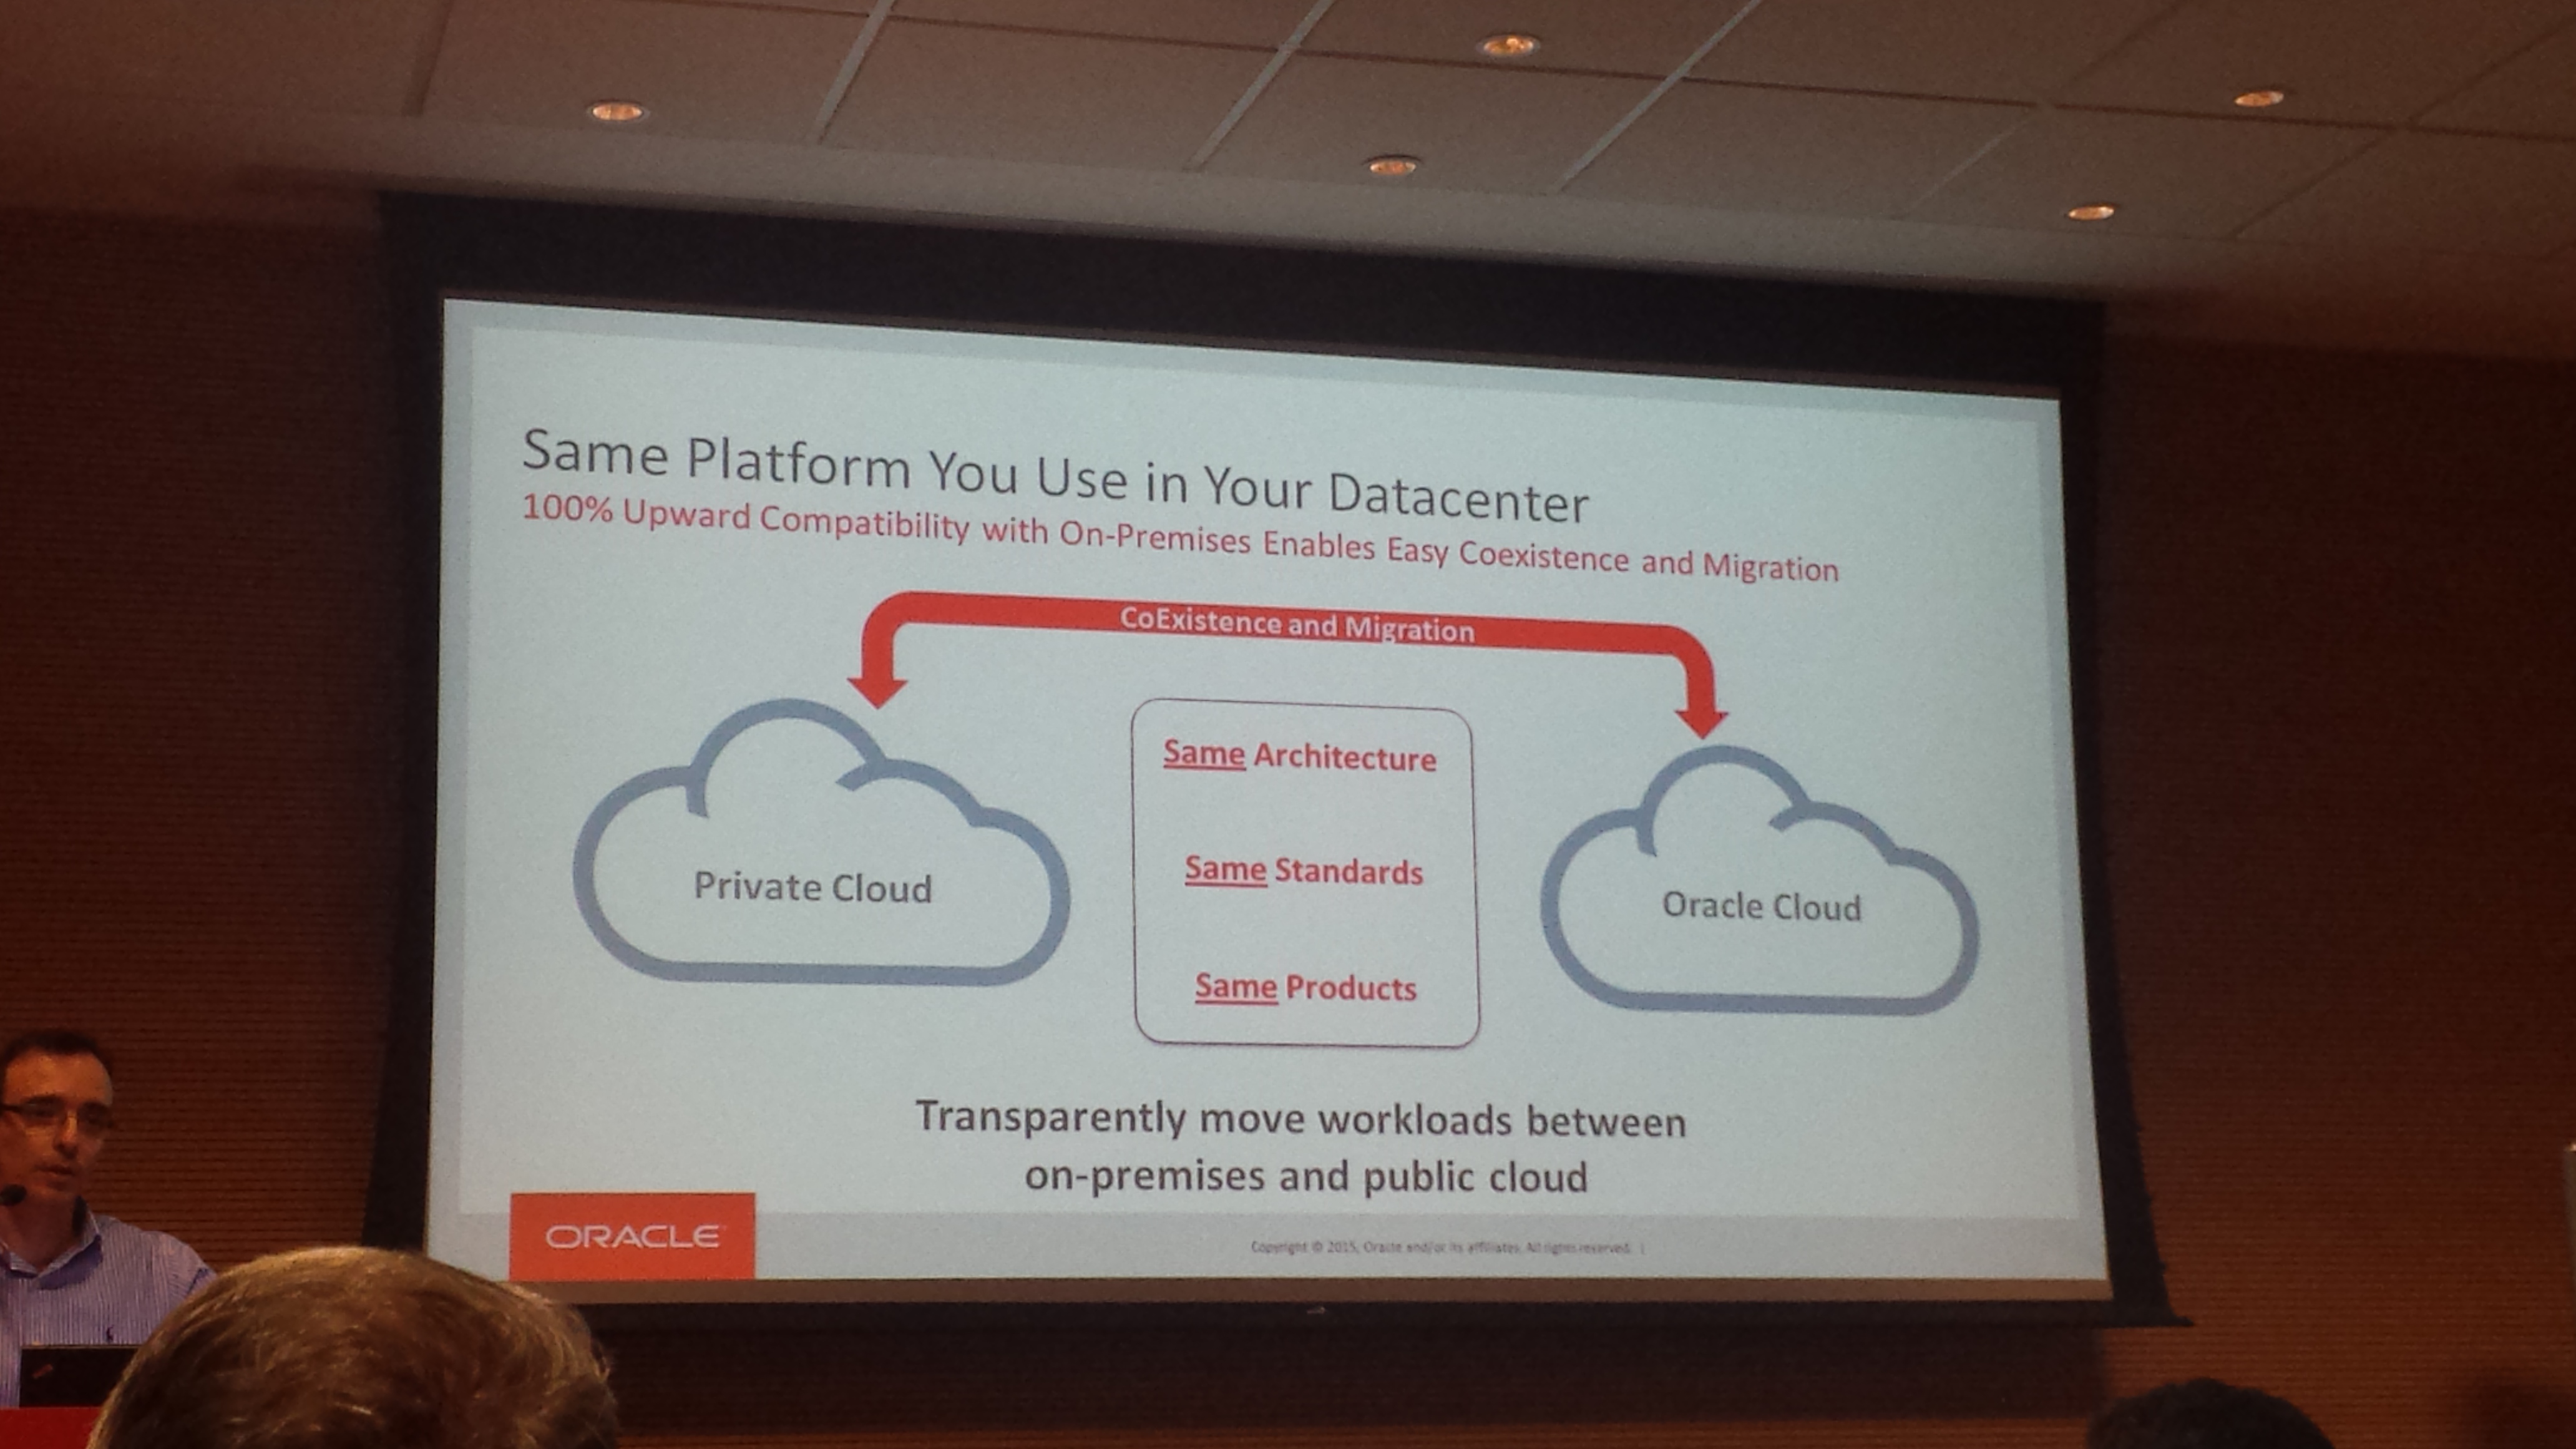 Same Platform You Use in Your Datacenter
100% Upward Compatibility with On-Premises Enables Easy Coexistence and Migration
CoExistence and Migration
Private Cloud
Same Architecture
Same Standards
Same Products
Oracle Cloud
Transparently move workloads between
on-premises and public cloud
ORACLE
Copyright © 2015, Oracle and/or its affiliates. All rights reserved. |